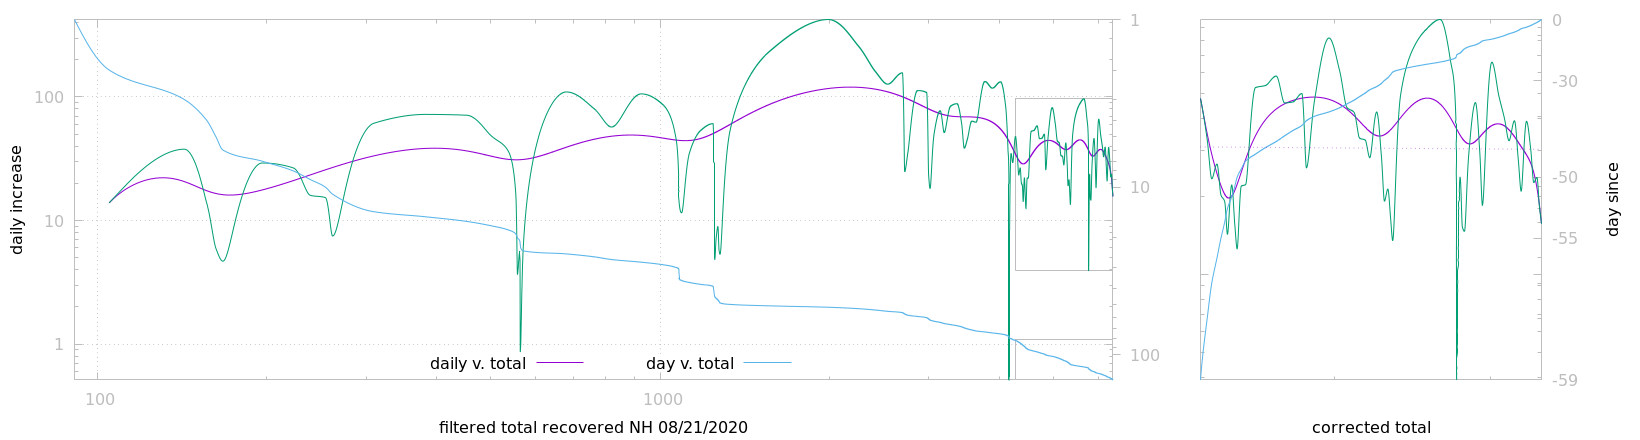 daily increase
100
10
1
100
1000
filtered total recovered NH 08/21/2020
daily v. total
day v. total
1
10
100
0
-30
-50
-55
-59
day since
corrected total